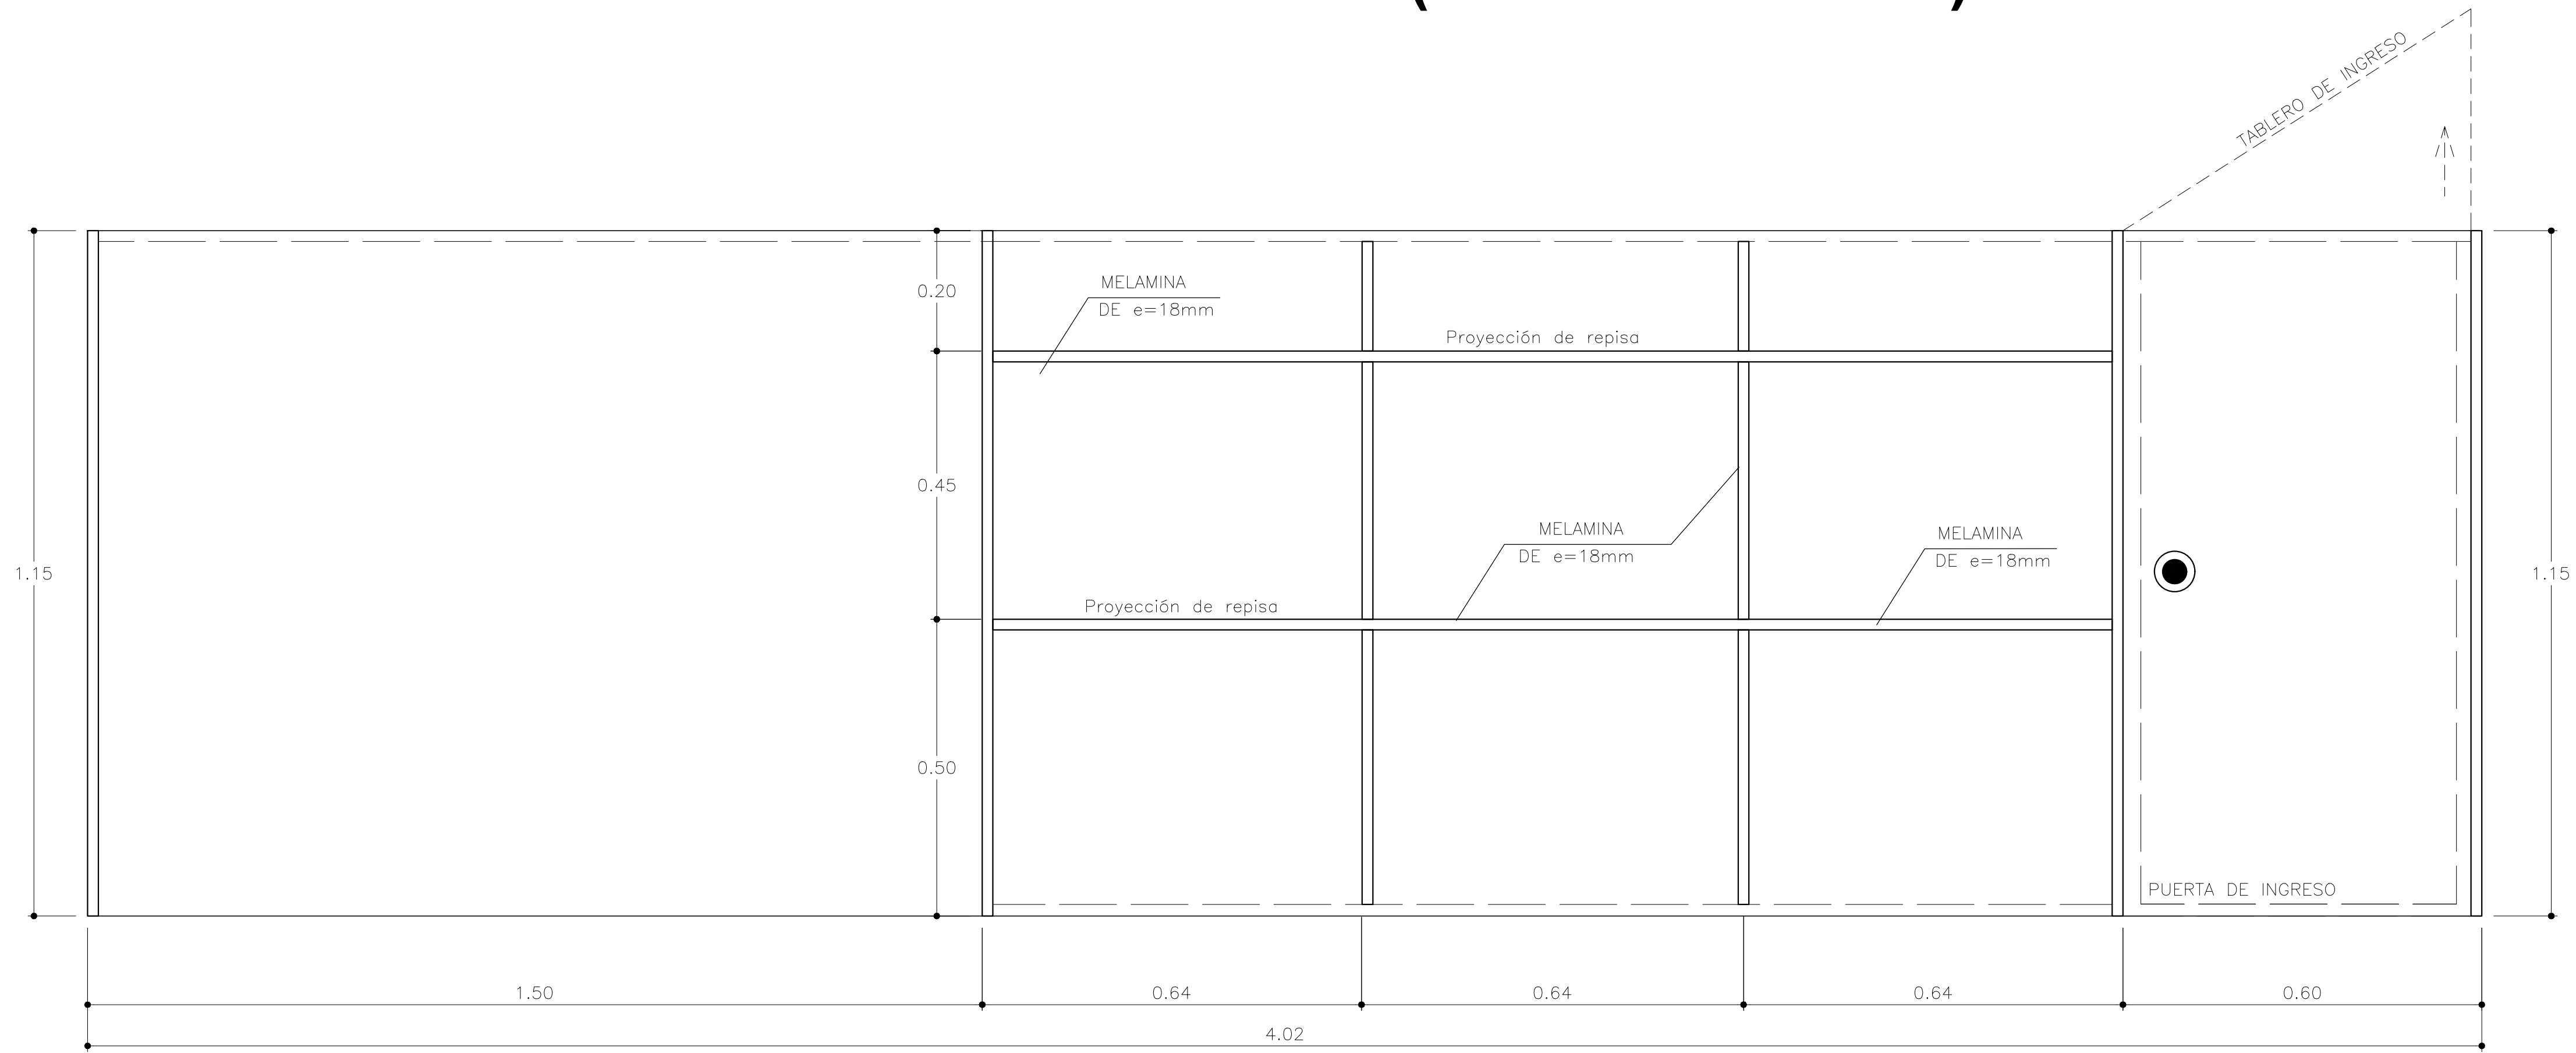 TABLERO DE INGRESO
0.20
MELAMINA
DE e=18mm
Proyección de repisa
0.45
MELAMINA
DE e=18mm
MELAMINA
DE e=18mm
1.15
1.15
Proyección de repisa
0.50
PUERTA DE INGRESO
1.50
0.64
0.64
0.64
0.60
4.02